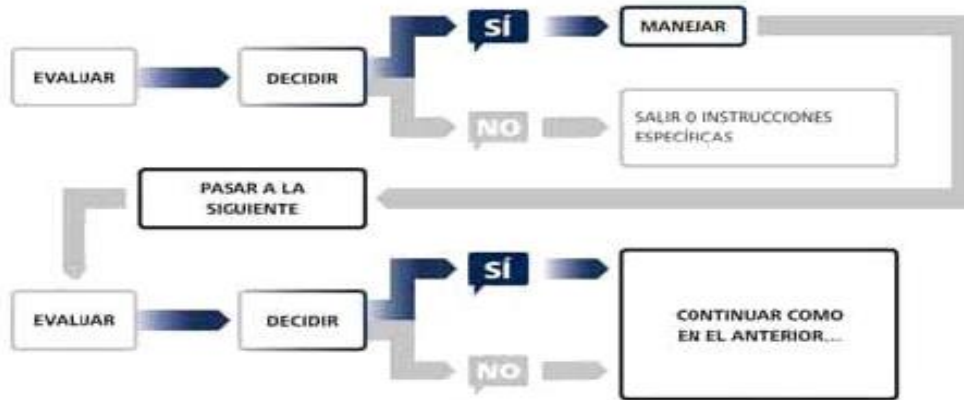 EVALUAR
DECIDIR
SÍ
MANEJAR
NO
SALIR O INSTRUCCIONES
ESPECÍFICAS
PASAR A LA
SIGUIENTE
EVALUAR
DECIDIR
SÍ
NO
CONTINUAR COMO
EN EL ANTERIOR...